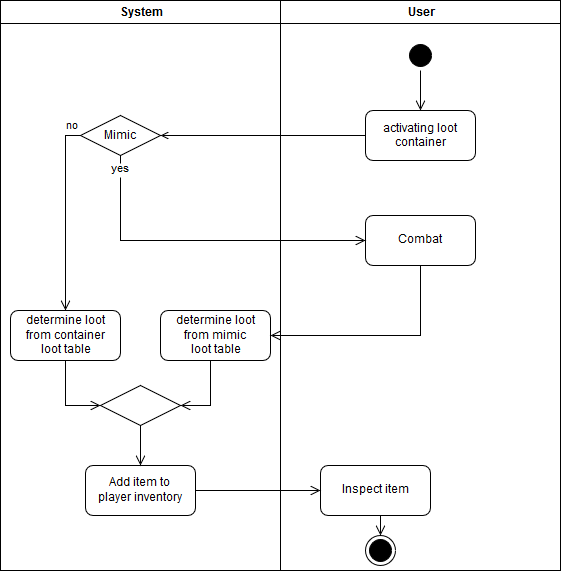 System
User
activating loot
container
Mimic
no
yes
Combat
determine loot
from container
loot table
determine loot
from mimic
loot table
Add item to
player inventory
Inspect item